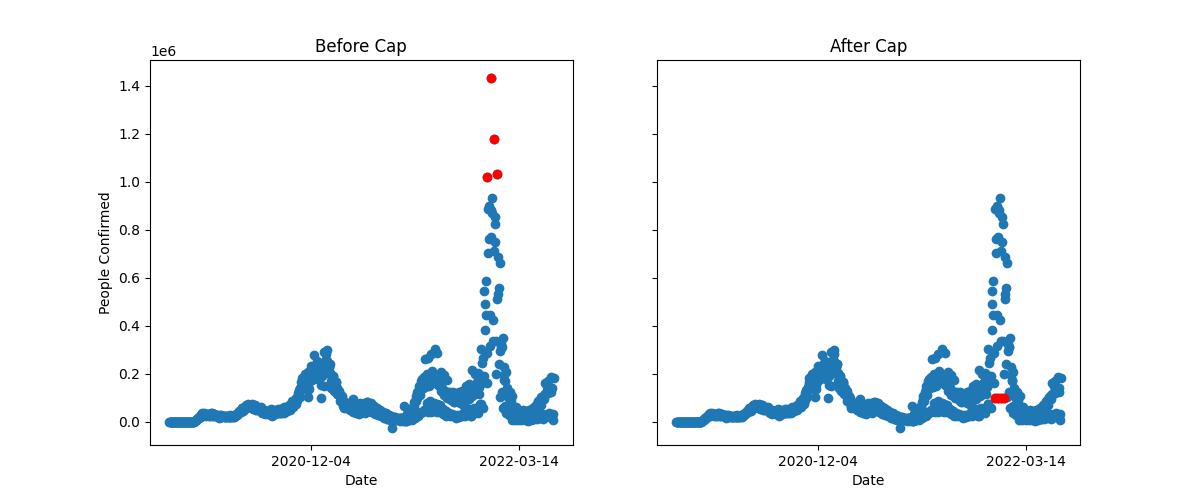 Before Cap
After Cap
1e6
1.4
1.2
1.0
0.8
0.6
0.4
0.2
0.0
People Confirmed
2020-12-04
2022-03-14
2020-12-04
2022-03-14
Date
Date